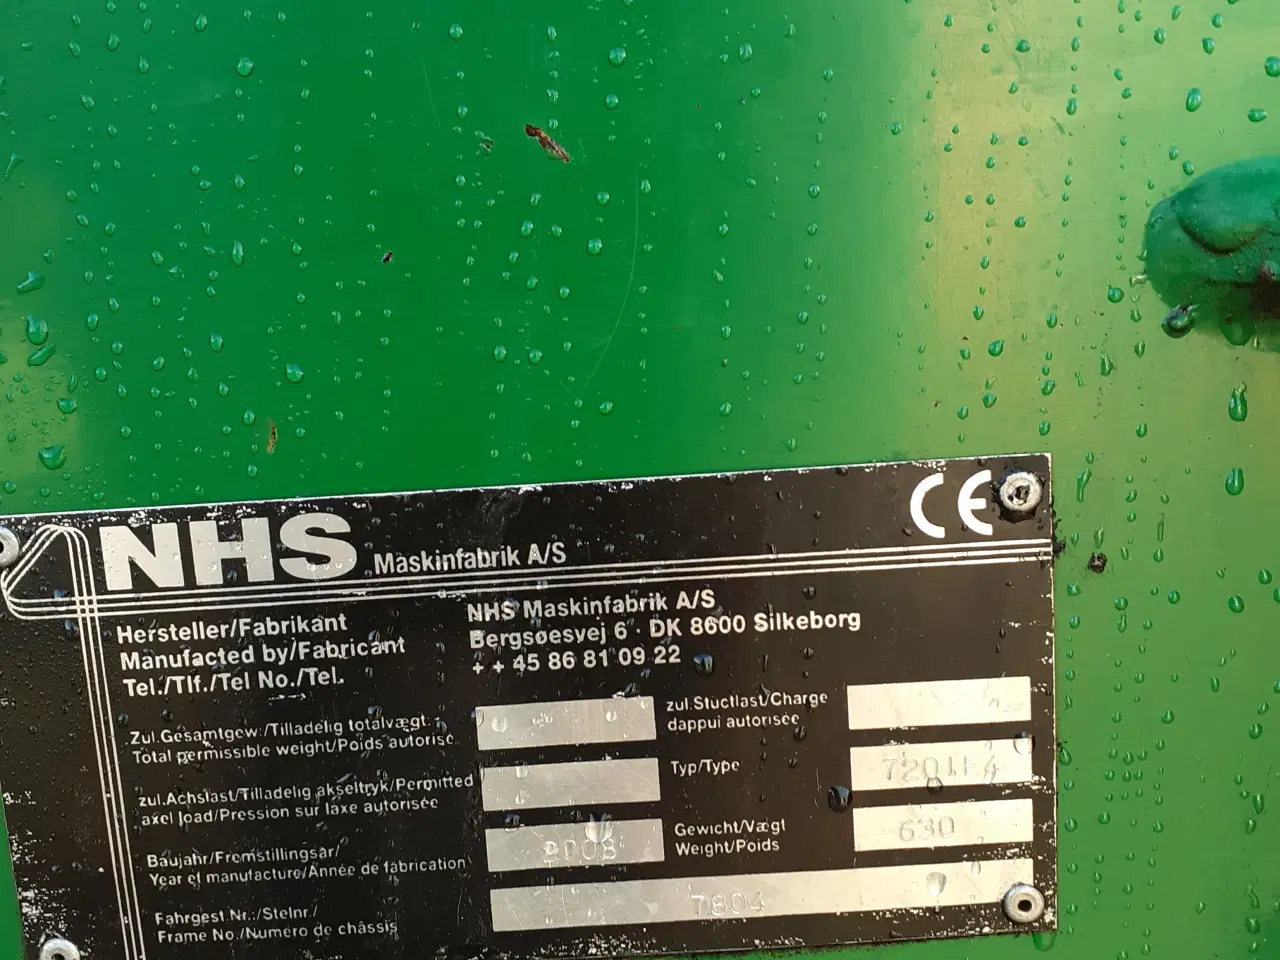 NHS Maskinfabrik A/S CE
Hersteller/Fabrikant NHS Maskinfabrik A/S
Manufacted by/Fabricant Bergsøesvej 6 · DK 8600 Silkeborg
Tel./Tlf./Tel No./Tel. + + 45 86 81 09 22
Zul.Gesamtgew./Tilladelig totalvægt: zul.Stuctlast/Charge
Total permissible weight/Poids autorisé dappui autorisée
zul.Achslast/Tilladelig akseltryk/Permitted Typ/Type
axel load/Pression sur laxe autorisée
Baujahr/Fremstillingsår/ 2008 Gewicht/Vægt 630
Year of manufacture/Année de fabrication Weight/Poids
Fahrgest.Nr.:/Stelnr./ 7804
Frame No./Numéro de châssis